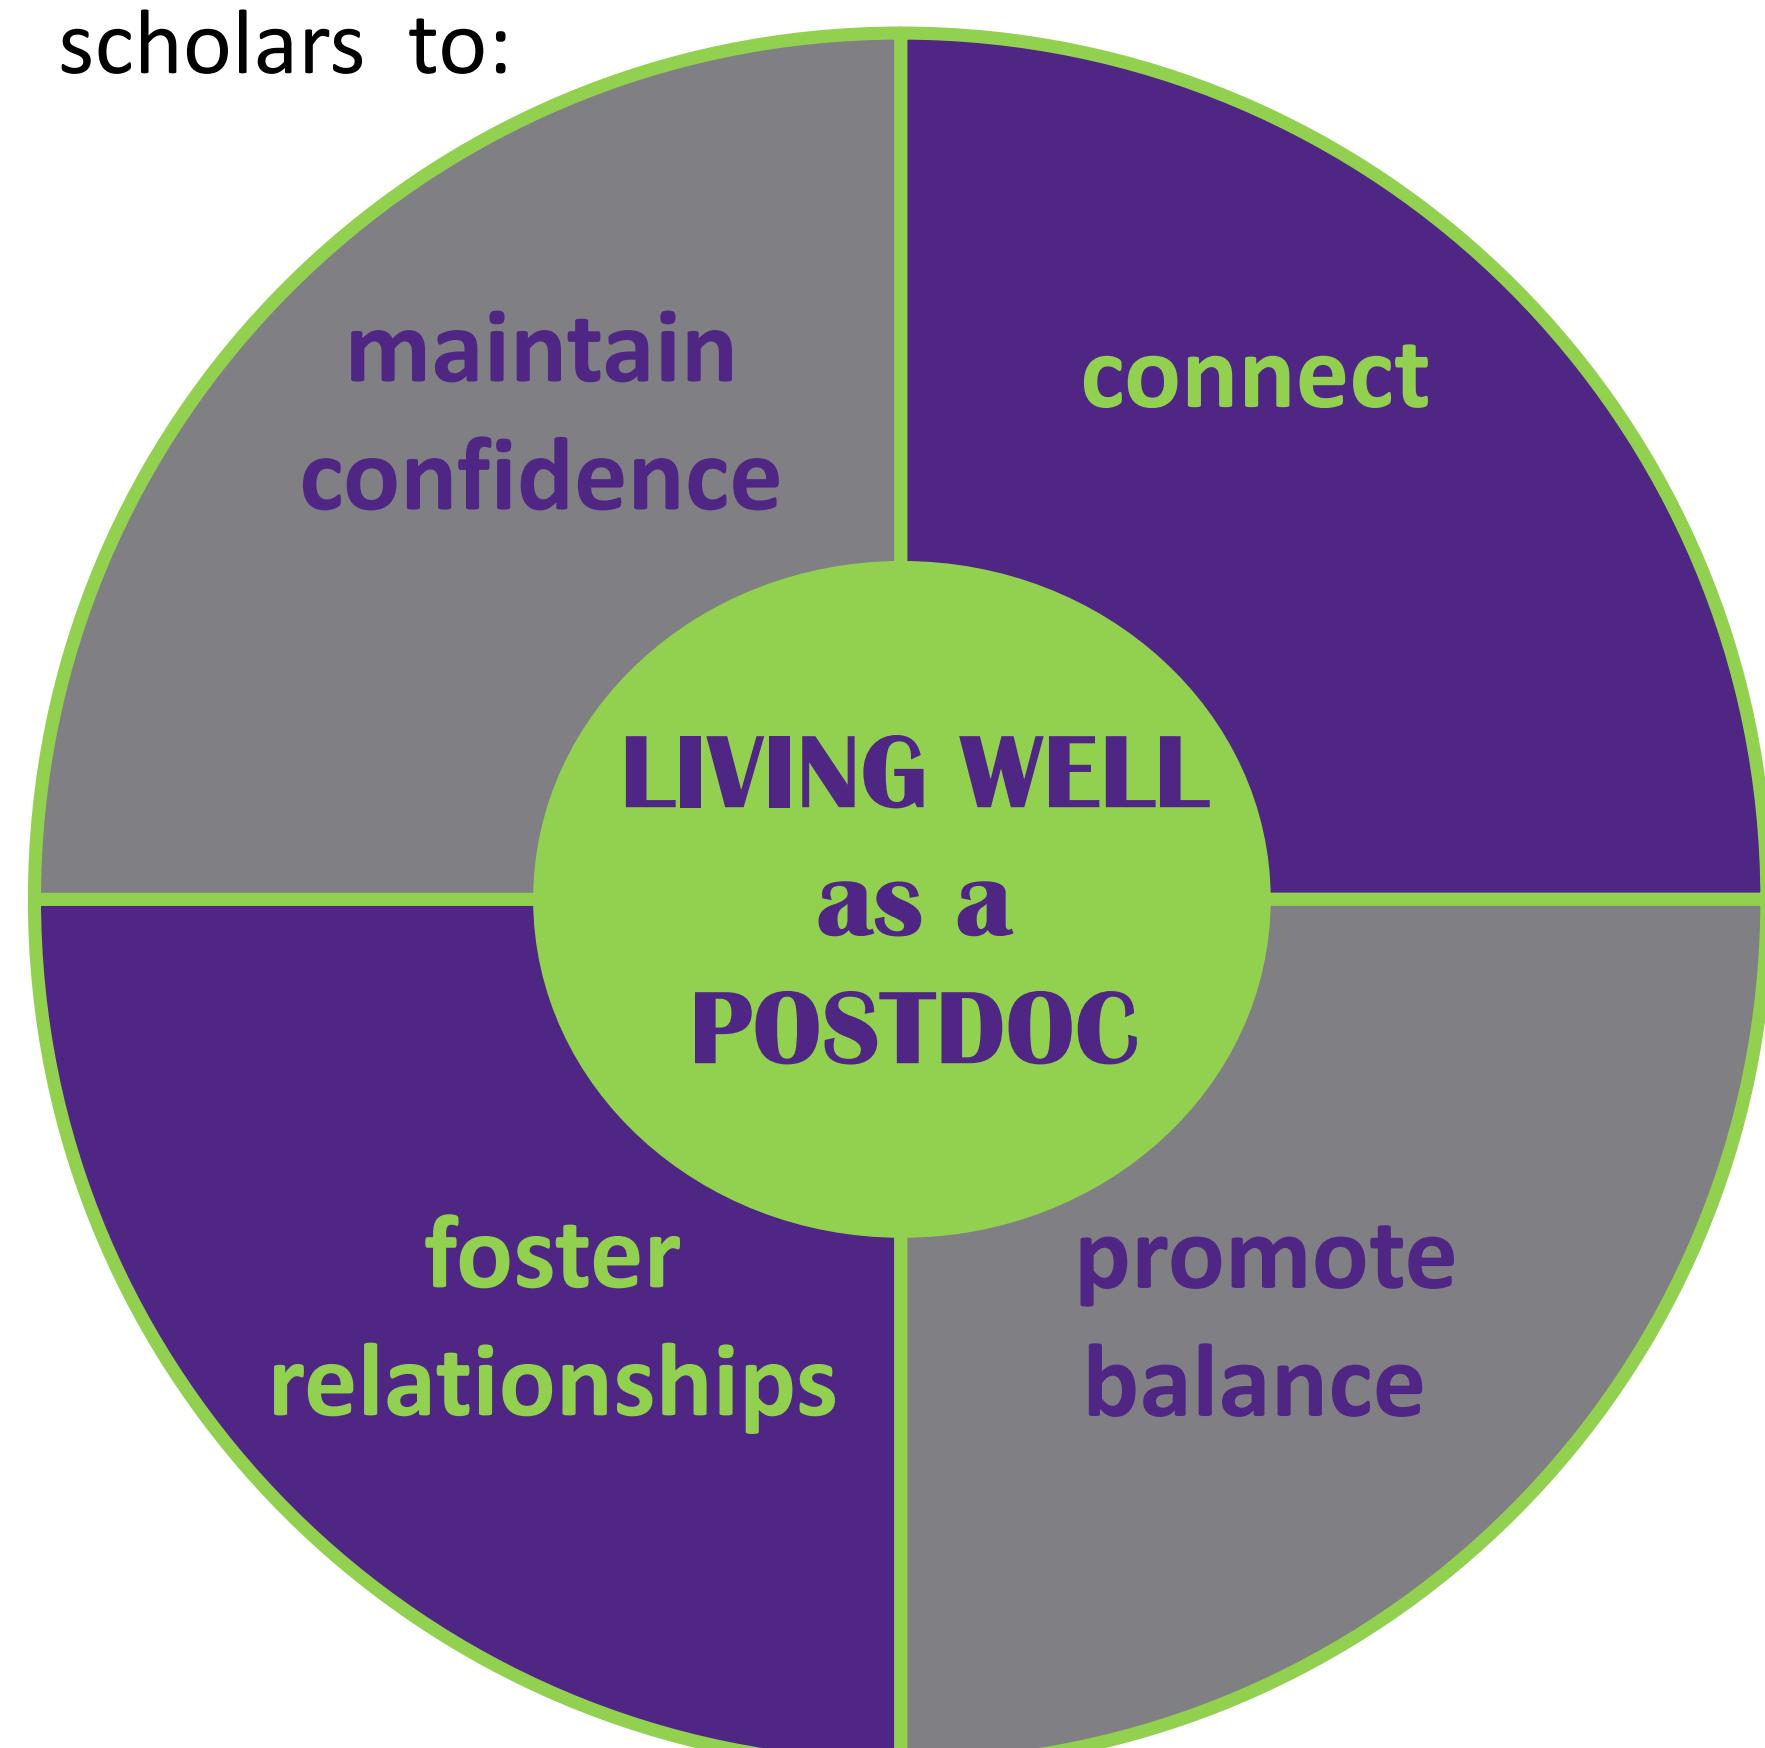 scholars to:
maintain
confidence
connect
LIVING WELL
as a
POSTDOC
foster
relationships
promote
balance